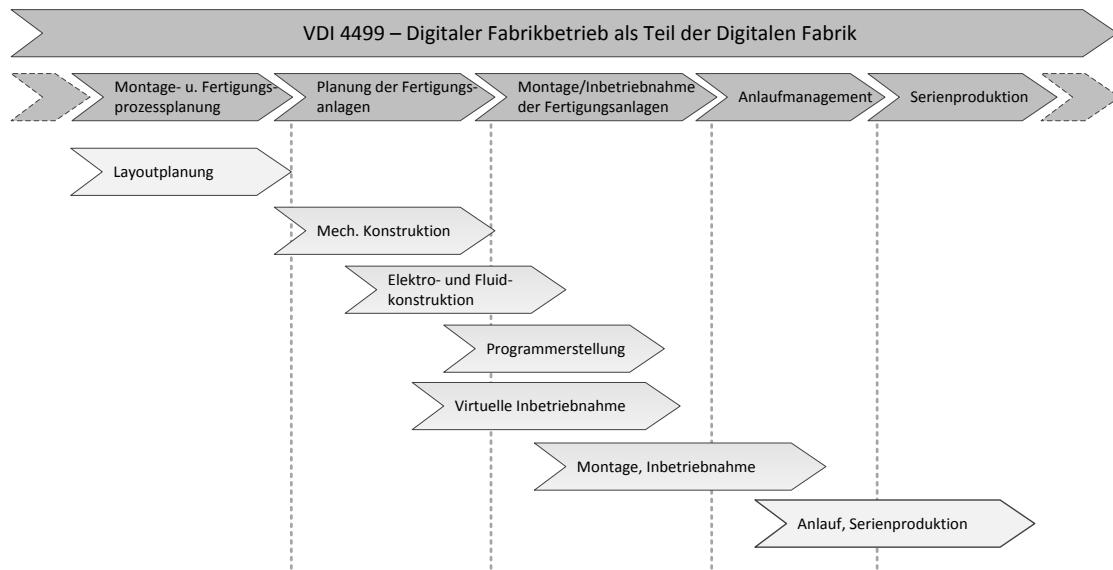 VDI 4499 – Digitaler Fabrikbetrieb als Teil der Digitalen Fabrik
Montage- u. Fertigungs-
prozessplanung
Planung der Fertigungs-
anlagen
Montage/Inbetriebnahme
der Fertigungsanlagen
Anlaufmanagement
Serienproduktion
Layoutplanung
Mech. Konstruktion
Elektro- und Fluid-
konstruktion
Programmerstellung
Virtuelle Inbetriebnahme
Montage, Inbetriebnahme
Anlauf, Serienproduktion